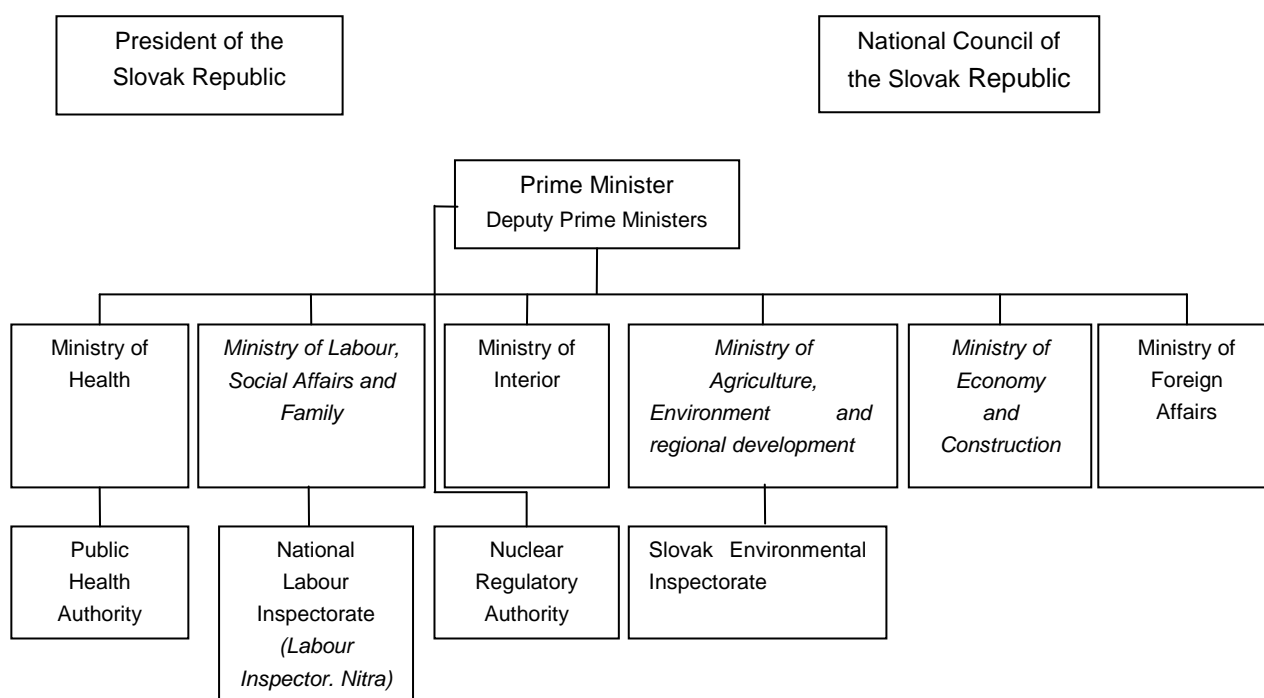 President of the
Slovak Republic
National Council of
the Slovak Republic
Prime Minister
Deputy Prime Ministers
Ministry of
Health
Ministry of Labour,
Social Affairs and
Family
Ministry of
Interior
Ministry of
Agriculture,
Environment and
regional development
Ministry of
Economy
and
Construction
Ministry of
Foreign
Affairs
Public
Health
Authority
National
Labour
Inspectorate
(Labour
Inspector. Nitra)
Nuclear
Regulatory
Authority
Slovak Environmental
Inspectorate